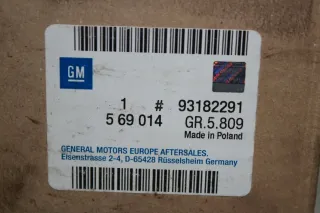 GM
1 # 93182291
5 69 014 GR.5.809
Made in Poland
GENERAL MOTORS EUROPE AFTERSALES.
Eisenstrasse 2-4, D-65428 Rüsselsheim Germany